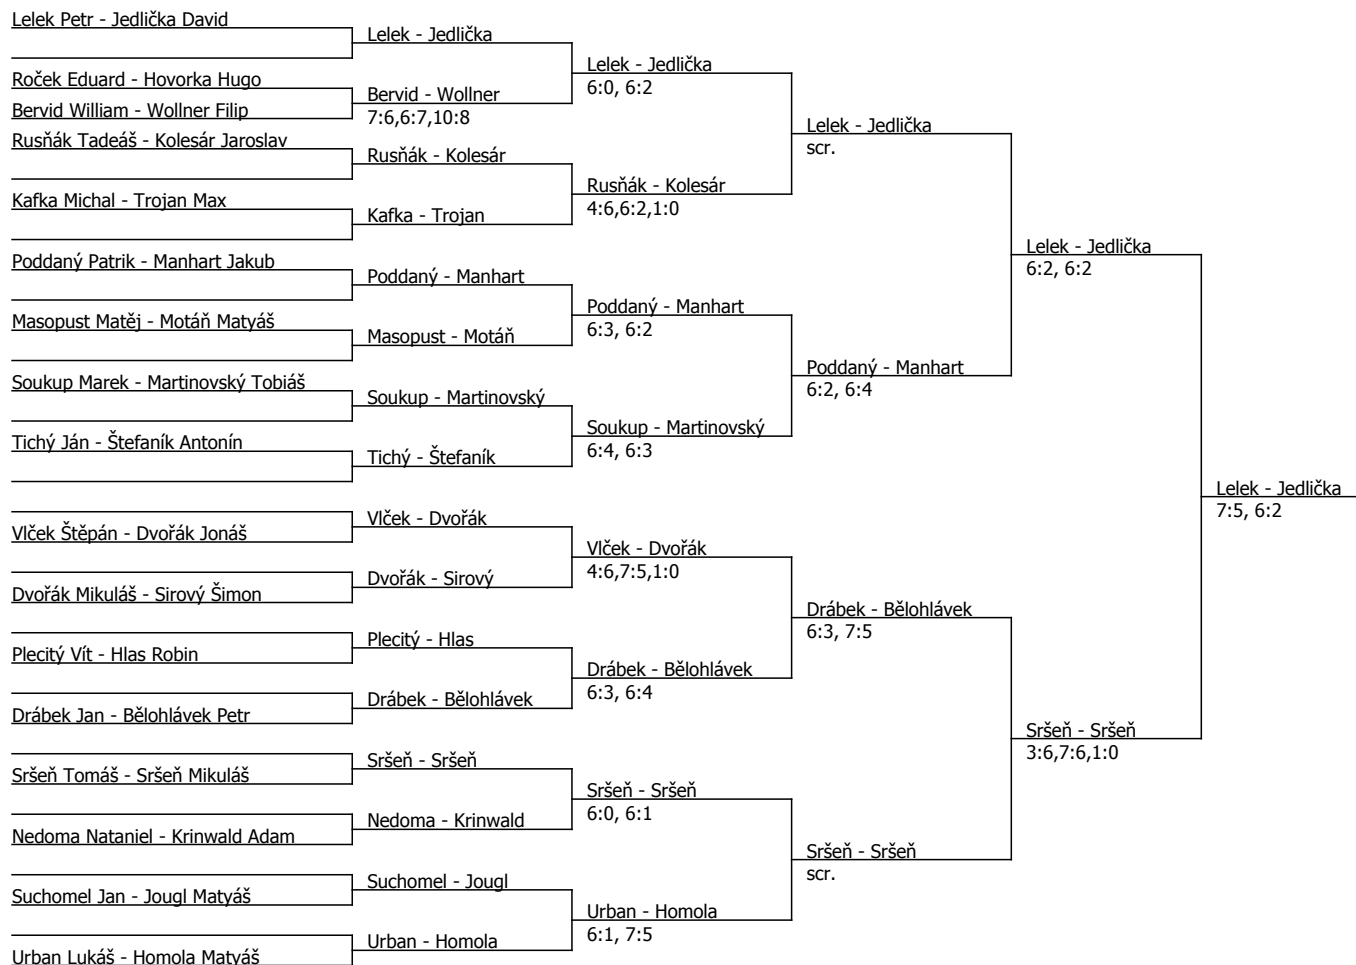 Lelek Petr - Jedlička David
Roček Eduard - Hovorka Hugo
Bervid William - Wollner Filip
Rusňák Tadeáš - Kolesár Jaroslav
Kafka Michal - Trojan Max
Poddaný Patrik - Manhart Jakub
Masopust Matěj - Motáň Matyáš
Soukup Marek - Martinovský Tobiáš
Tichý Ján - Štefaník Antonín
Vlček Štěpán - Dvořák Jonáš
Dvořák Mikuláš - Sirový Šimon
Plecitý Vít - Hlas Robin
Drábek Jan - Bělohlávek Petr
Sršeň Tomáš - Sršeň Mikuláš
Nedoma Nataniel - Krinwald Adam
Suchomel Jan - Jougl Matyáš
Urban Lukáš - Homola Matyáš
Lelek - Jedlička
Bervid - Wollner
7:6,6:7,10:8
Rusňák - Kolesár
Kafka - Trojan
Poddaný - Manhart
Masopust - Motáň
Soukup - Martinovský
Tichý - Štefaník
Vlček - Dvořák
Dvořák - Sirový
Plecitý - Hlas
Drábek - Bělohlávek
Sršeň - Sršeň
Nedoma - Krinwald
Suchomel - Jougl
Urban - Homola
Lelek - Jedlička
6:0, 6:2
Rusňák - Kolesár
4:6,6:2,1:0
Poddaný - Manhart
6:3, 6:2
Soukup - Martinovský
6:4, 6:3
Vlček - Dvořák
4:6,7:5,1:0
Drábek - Bělohlávek
6:3, 6:4
Sršeň - Sršeň
6:0, 6:1
Urban - Homola
6:1, 7:5
Lelek - Jedlička
scr.
Poddaný - Manhart
6:2, 6:4
Drábek - Bělohlávek
6:3, 7:5
Sršeň - Sršeň
scr.
Lelek - Jedlička
6:2, 6:2
Sršeň - Sršeň
3:6,7:6,1:0
Lelek - Jedlička
7:5, 6:2